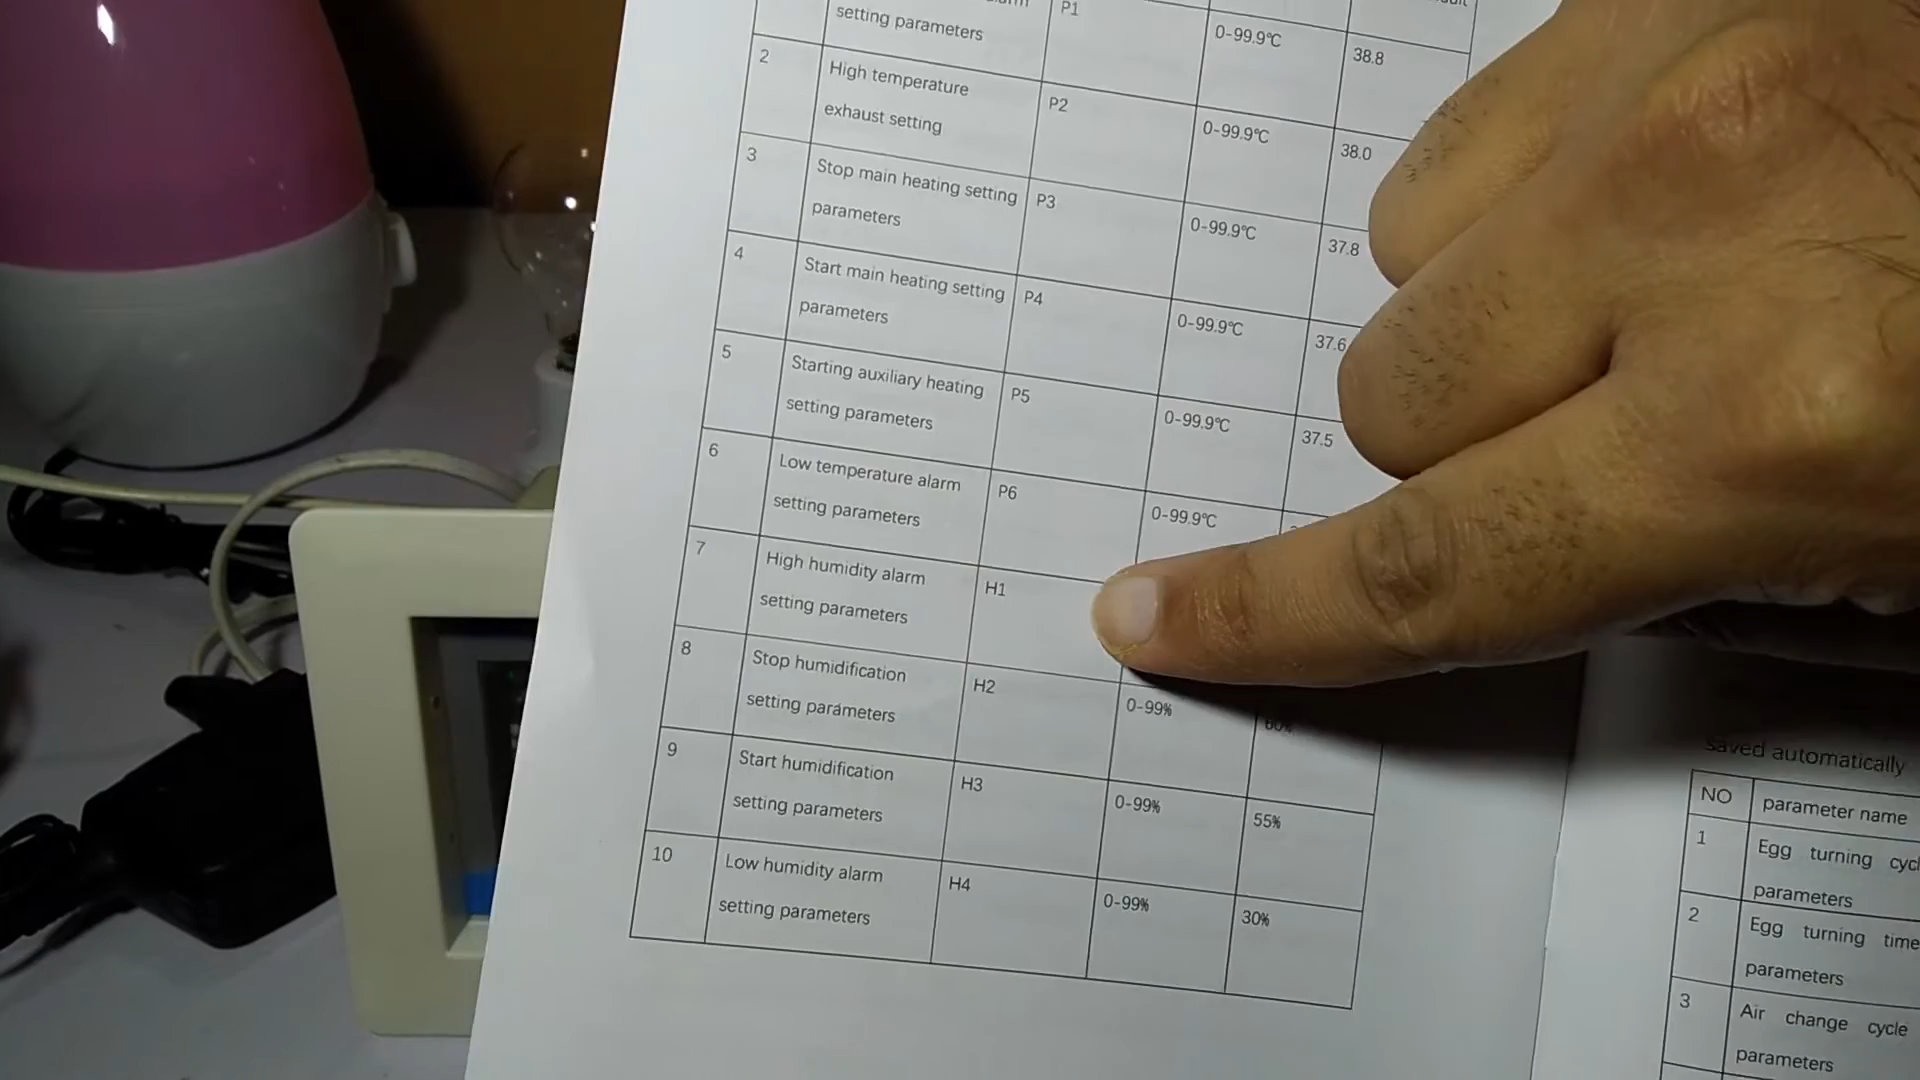 P1
setting parameters
0-99.9℃
38.8
2
High temperature
exhaust setting
P2
0-99.9℃
38.0
3
Stop main heating setting
parameters
P3
0-99.9℃
37.8
4
Start main heating setting
parameters
P4
0-99.9℃
37.6
5
Starting auxiliary heating
setting parameters
P5
0-99.9℃
37.5
6
Low temperature alarm
setting parameters
P6
0-99.9℃
7
High humidity alarm
setting parameters
H1
8
Stop humidification
setting parameters
H2
0-99%
60%
9
Start humidification
setting parameters
H3
0-99%
55%
10
Low humidity alarm
setting parameters
H4
0-99%
30%
saved automatically
NO
parameter name
1
Egg turning
parameters
2
Egg turning time
parameters
3
Air change cycle
parameters